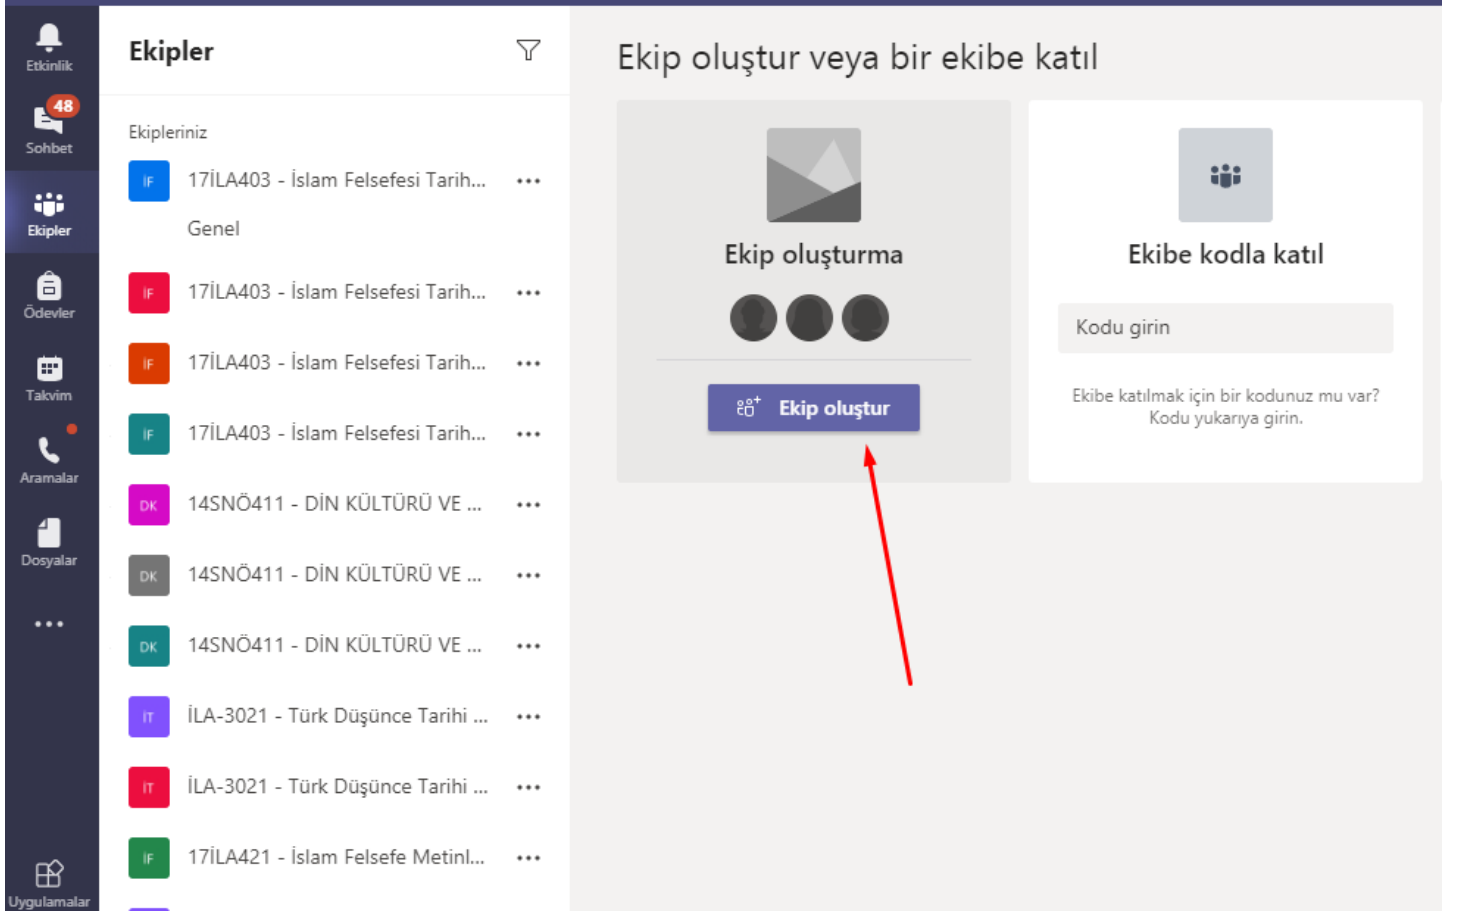 Etkinlik
48
Sohbet
Ekipler
Ödevler
Takvim
Aramalar
Dosyalar
Uygulamalar
Ekipler
Ekipleriniz
İF 17İLA403 - İslam Felsefesi Tarih... •••
Genel
İF 17İLA403 - İslam Felsefesi Tarih... •••
İF 17İLA403 - İslam Felsefesi Tarih... •••
İF 17İLA403 - İslam Felsefesi Tarih... •••
DK 14SNÖ411 - DİN KÜLTÜRÜ VE ... •••
DK 14SNÖ411 - DİN KÜLTÜRÜ VE ... •••
DK 14SNÖ411 - DİN KÜLTÜRÜ VE ... •••
İT İLA-3021 - Türk Düşünce Tarihi ... •••
İT İLA-3021 - Türk Düşünce Tarihi ... •••
İF 17İLA421 - İslam Felsefe Metinl... •••
Ekip oluştur veya bir ekibe katıl
Ekip oluşturma
Ekip oluştur
Ekibe kodla katıl
Kodu girin
Ekibe katılmak için bir kodunuz mu var?
Kodu yukarıya girin.